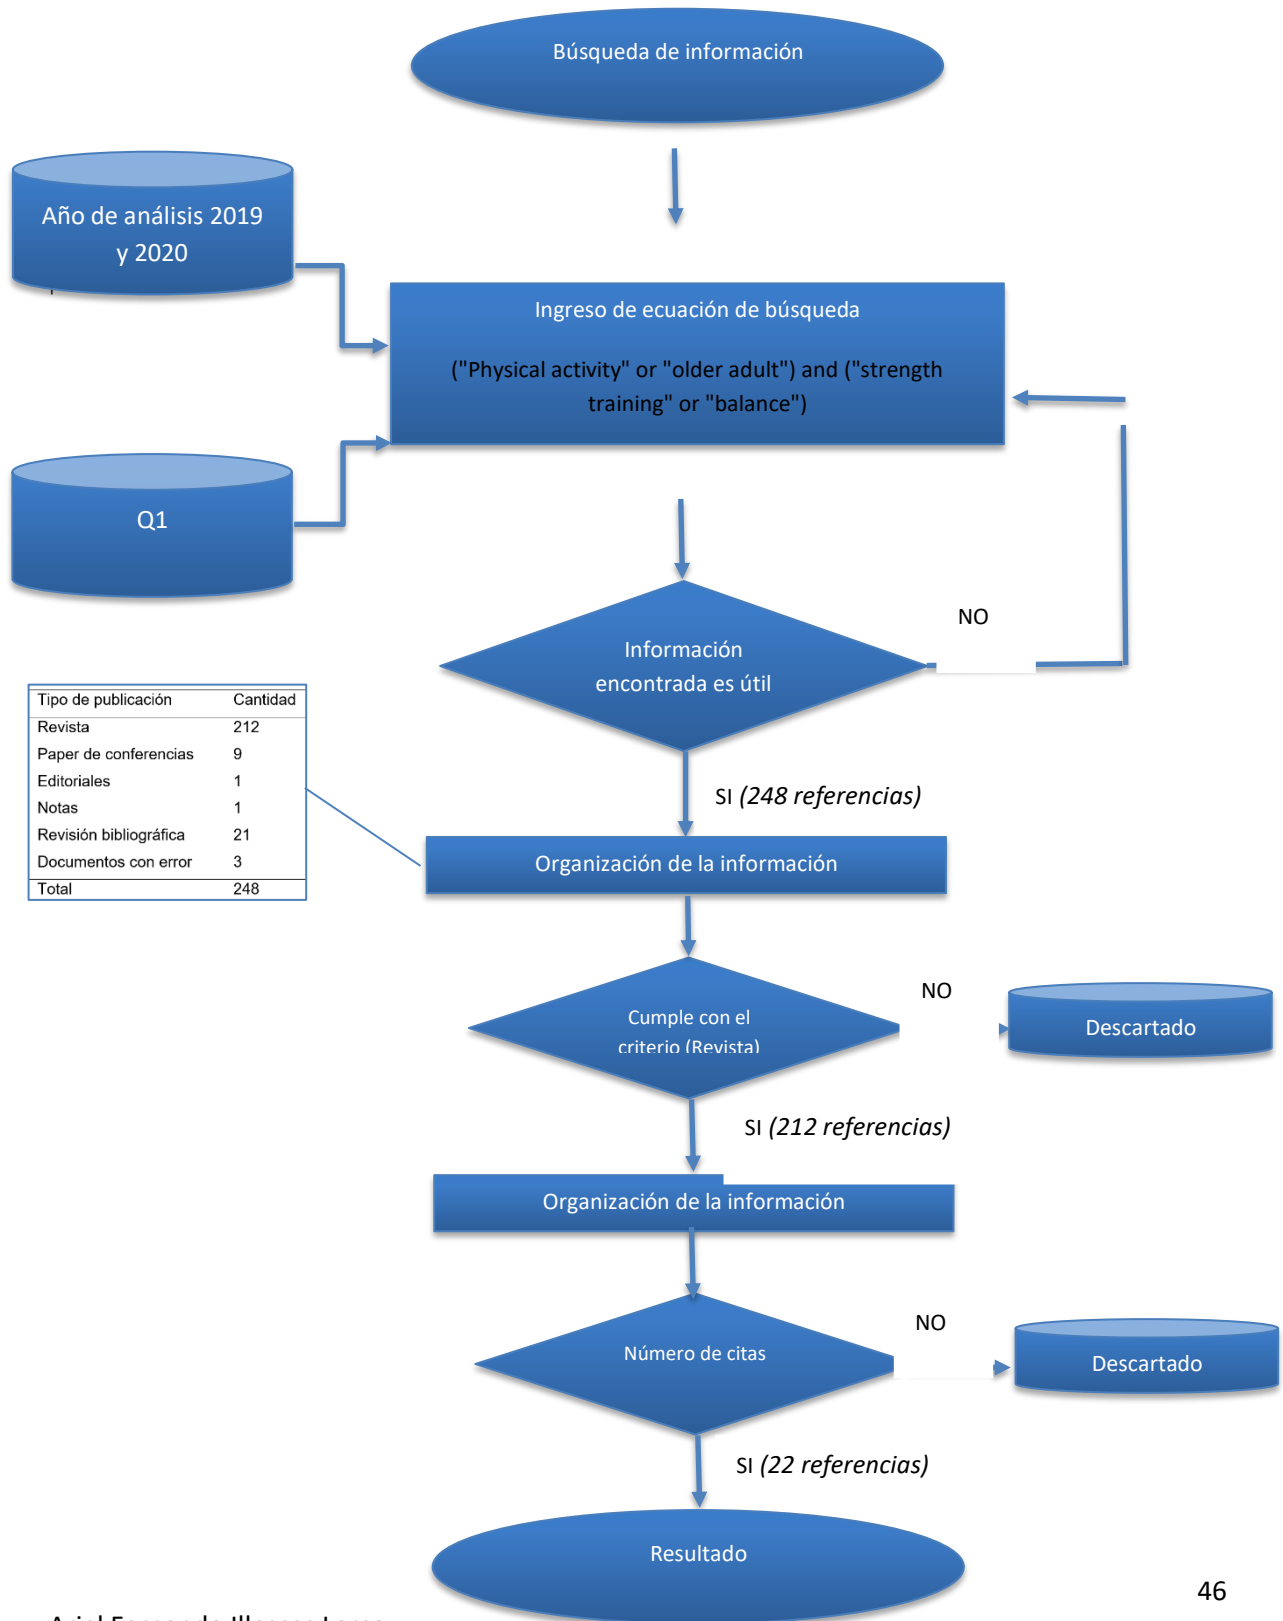 Búsqueda de información
Año de análisis 2019
y 2020
Ingreso de ecuación de búsqueda
("Physical activity" or "older adult") and ("strength
training" or "balance")
Q1
Información
encontrada es útil
NO
Tipo de publicación Cantidad
Revista 212
Paper de conferencias 9
Editoriales 1
Notas 1
Revisión bibliográfica 21
Documentos con error 3
Total 248
SI (248 referencias)
Organización de la información
Cumple con el
criterio (Revista)
NO
Descartado
SI (212 referencias)
Organización de la información
Número de citas
NO
Descartado
SI (22 referencias)
Resultado
46
Ariel Fernando Illescas